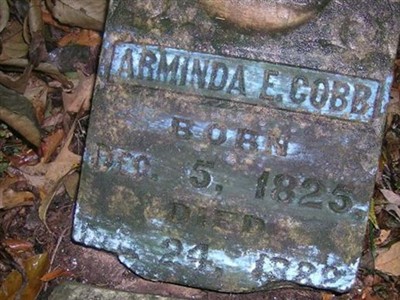 ARMINDA E. COBB
BORN
DEC. 5, 1825.
DIED
24,